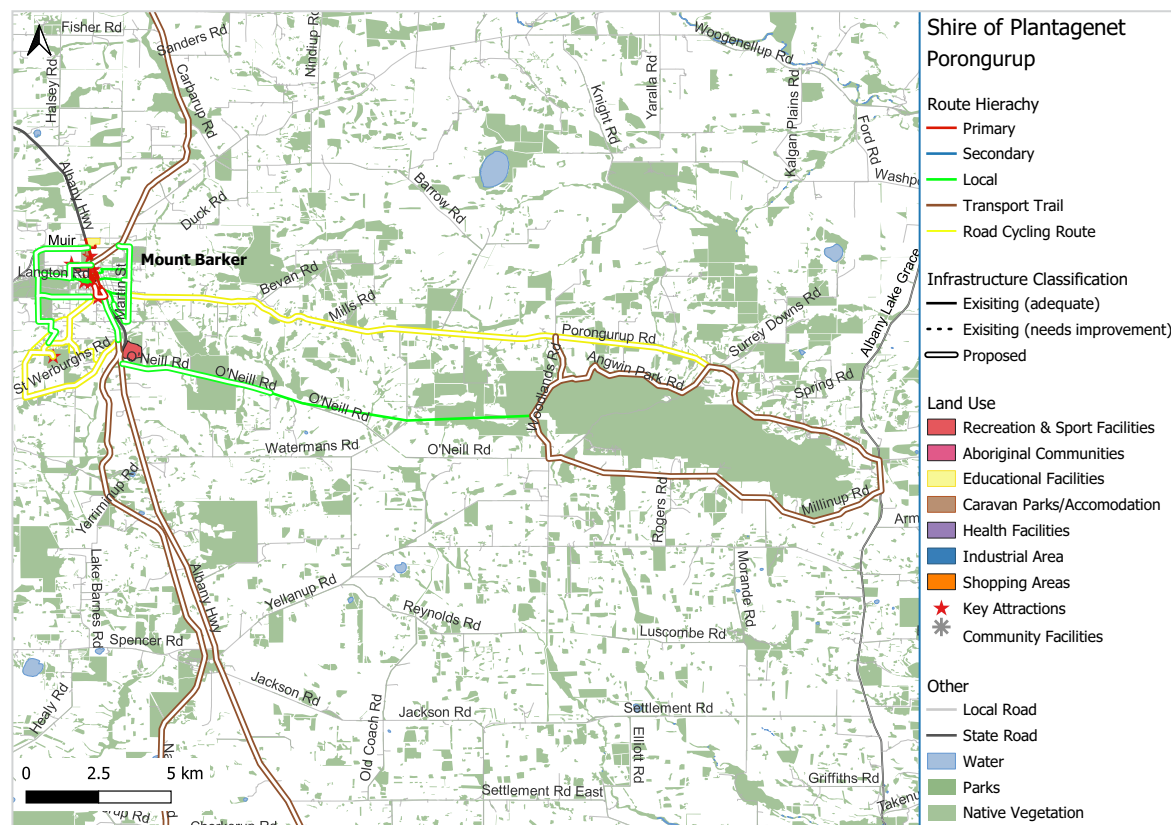 Fisher Rd
Sanders Rd
Halsey Rd
Carbarup Rd
Nindiup Rd
Woogenellup Rd
Yaralla Rd
Knight Rd
Kalgan Plains Rd
Ford Rd
Albany Hwy
Barrow Rd
Duck Rd
Muir
Mount Barker
Langton Rd
Martin St
Bevan Rd
Mills Rd
Porongurup Rd
Surrey Downs Rd
Albany Lake Grace
St Werburghs Rd
O'Neill Rd
O'Neill Rd
O'Neill Rd
Angwin Park Rd
Woodlands Rd
Spring Rd
Watermans Rd
O'Neill Rd
Yerriminup Rd
Rogers Rd
Millinup Rd
Lake Barnes Rd
Albany Hwy
Yellanup Rd
Reynolds Rd
Morande Rd
Spencer Rd
Luscombe Rd
Healy Rd
Jackson Rd
Old Coach Rd
Jackson Rd
Settlement Rd
Elliott Rd
Griffiths Rd
Settlement Rd East
0 2.5 5 km
Shire of Plantagenet
Porongurup
Route Hierachy
Primary
Secondary
Local
Transport Trail
Road Cycling Route
Infrastructure Classification
Exisiting (adequate)
Exisiting (needs improvement)
Proposed
Land Use
Recreation & Sport Facilities
Aboriginal Communities
Educational Facilities
Caravan Parks/Accomodation
Health Facilities
Industrial Area
Shopping Areas
Key Attractions
Community Facilities
Other
Local Road
State Road
Water
Parks
Native Vegetation